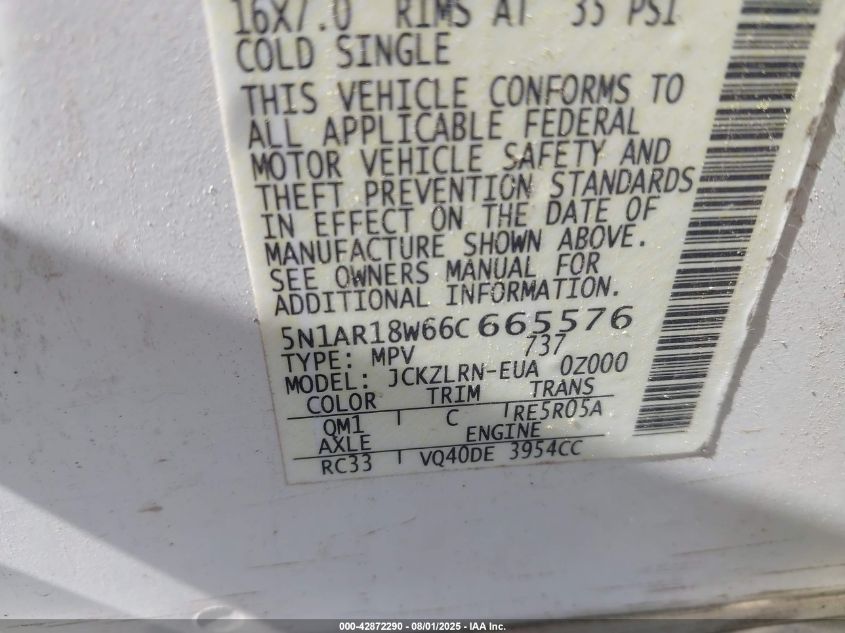 16X7.0 RIMS AT 35 PSI
COLD SINGLE
THIS VEHICLE CONFORMS TO
ALL APPLICABLE FEDERAL
MOTOR VEHICLE SAFETY AND
THEFT PREVENTION STANDARDS
IN EFFECT ON THE DATE OF
MANUFACTURE SHOWN ABOVE.
SEE OWNERS MANUAL FOR
ADDITIONAL INFORMATION.
5N1AR18W66C665576
TYPE: MPV 737
MODEL: JCKZLRN-EUA 0Z000
COLOR TRIM TRANS
QM1 C RE5R05A
AXLE ENGINE
RC33 VQ40DE 3954CC
000-42872290 - 08/01/2025 - IAA Inc.